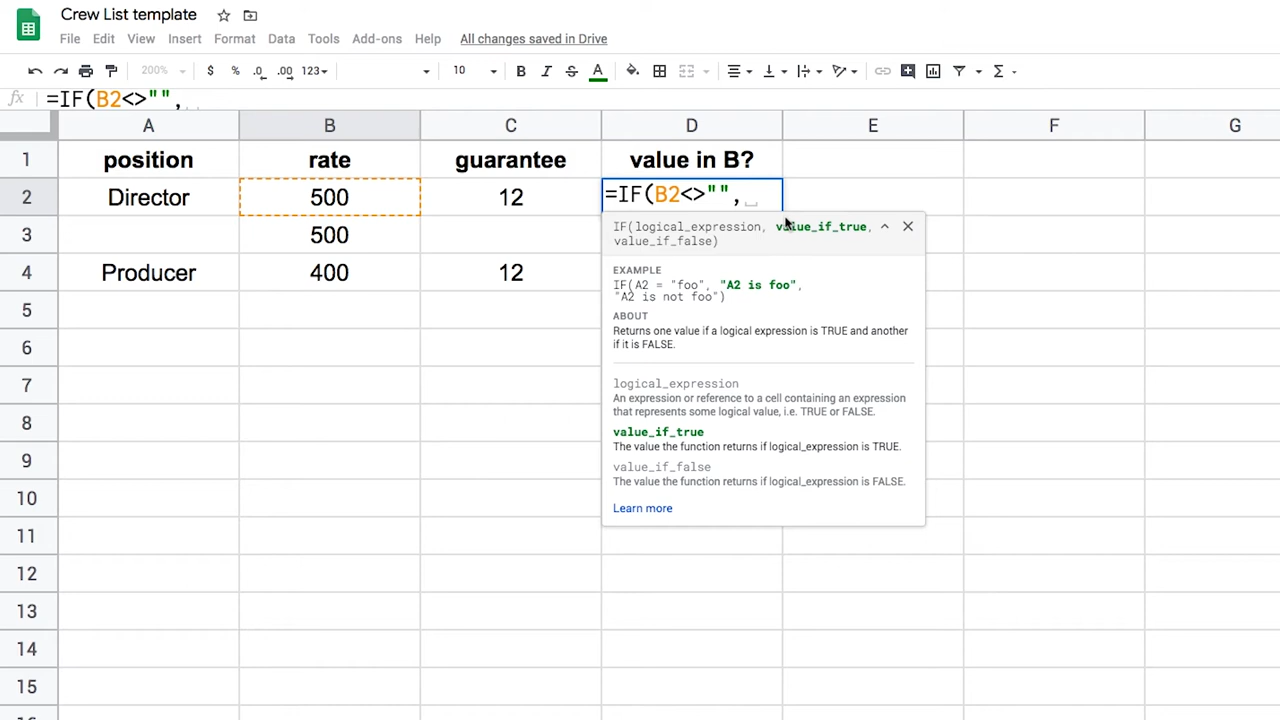 Crew List template
File Edit View Insert Format Data Tools Add-ons Help All changes saved in Drive
200% $ % .0 .00 123 10 B I S A
fx =IF(B2<>"",
A B C D E F G
1 position rate guarantee value in B?
2 Director 500 12 =IF(B2<>"",
3 500
4 Producer 400 12
5
6
7
8
9
10
11
12
13
14
15
IF(logical_expression, value_if_true,
value_if_false)
EXAMPLE
IF(A2 = "foo", "A2 is foo",
"A2 is not foo")
ABOUT
Returns one value if a logical expression is TRUE and another
if it is FALSE.
logical_expression
An expression or reference to a cell containing an expression
that represents some logical value, i.e. TRUE or FALSE.
value_if_true
The value the function returns if logical_expression is TRUE.
value_if_false
The value the function returns if logical_expression is FALSE.
Learn more